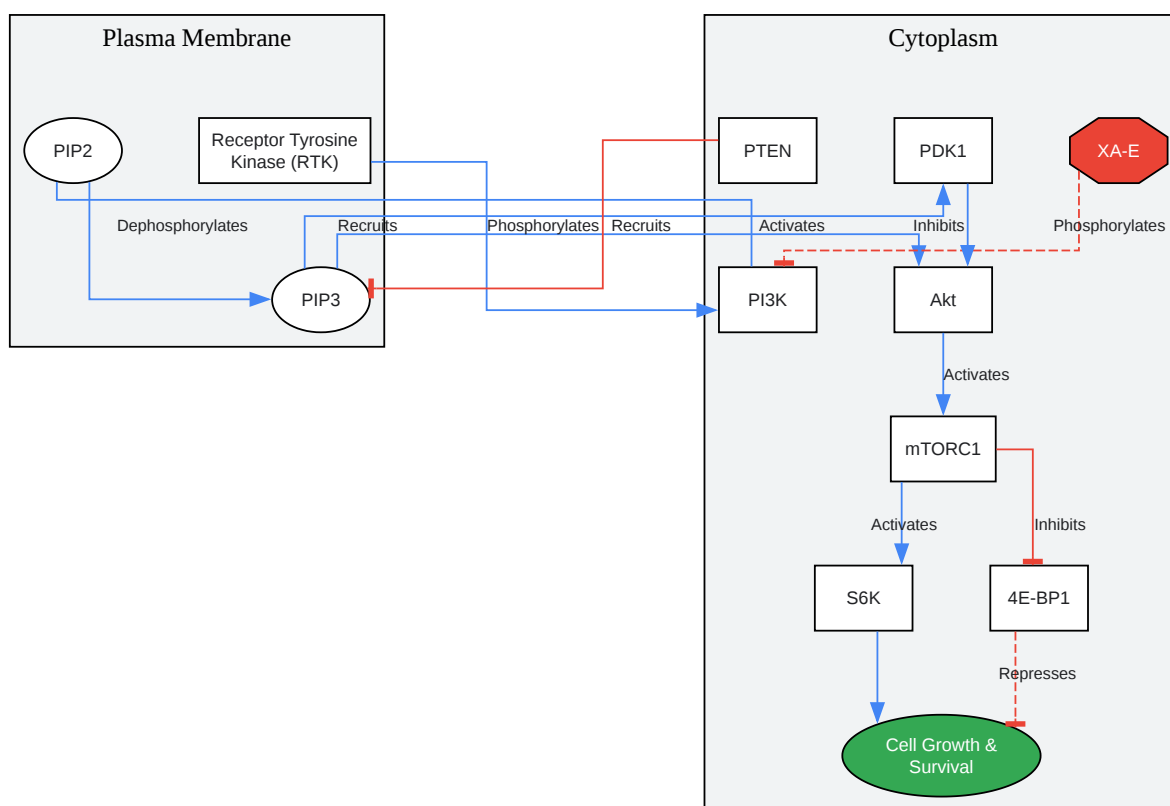 Plasma Membrane
Cytoplasm
PIP2
Receptor Tyrosine
Kinase (RTK)
PTEN
PDK1
XA-E
Dephosphorylates
Recruits
Phosphorylates
Recruits
Activates
Inhibits
Phosphorylates
PIP3
PI3K
Akt
Activates
mTORC1
Activates
Inhibits
S6K
4E-BP1
Represses
Cell Growth &
Survival